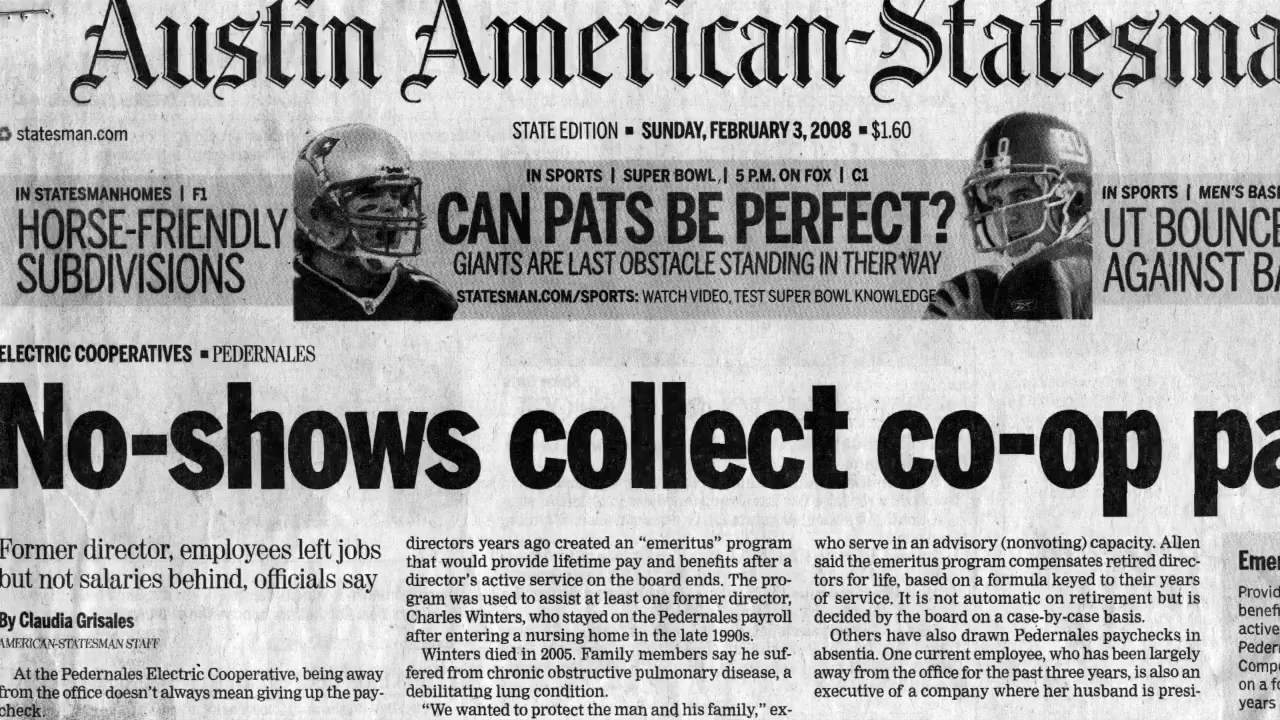 Austin American-Statesma
statesman.com
STATE EDITION ▪ SUNDAY, FEBRUARY 3, 2008 ▪ $1.60
IN STATESMANHOMES | F1
HORSE-FRIENDLY
SUBDIVISIONS
IN SPORTS | SUPER BOWL | 5 P.M. ON FOX | C1
CAN PATS BE PERFECT?
GIANTS ARE LAST OBSTACLE STANDING IN THEIR WAY
STATESMAN.COM/SPORTS: WATCH VIDEO, TEST SUPER BOWL KNOWLEDGE
IN SPORTS | MEN'S BAS
UT BOUNCE
AGAINST BA
ELECTRIC COOPERATIVES ▪ PEDERNALES
No-shows collect co-op pa
Former director, employees left jobs
but not salaries behind, officials say
By Claudia Grisales
AMERICAN-STATESMAN STAFF
At the Pedernales Electric Cooperative, being away
from the office doesn't always mean giving up the pay-
check.
directors years ago created an “emeritus” program
that would provide lifetime pay and benefits after a
director's active service on the board ends. The pro-
gram was used to assist at least one former director,
Charles Winters, who stayed on the Pedernales payroll
after entering a nursing home in the late 1990s.
Winters died in 2005. Family members say he suf-
fered from chronic obstructive pulmonary disease, a
debilitating lung condition.
“We wanted to protect the man and his family,” ex-
who serve in an advisory (nonvoting) capacity. Allen
said the emeritus program compensates retired direc-
tors for life, based on a formula keyed to their years
of service. It is not automatic on retirement but is
decided by the board on a case-by-case basis.
Others have also drawn Pedernales paychecks in
absentia. One current employee, who has been largely
away from the office for the past three years, is also an
executive of a company where her husband is presi-
Emer
Provid
benefi
active
Peder
Comp
on a fo
years